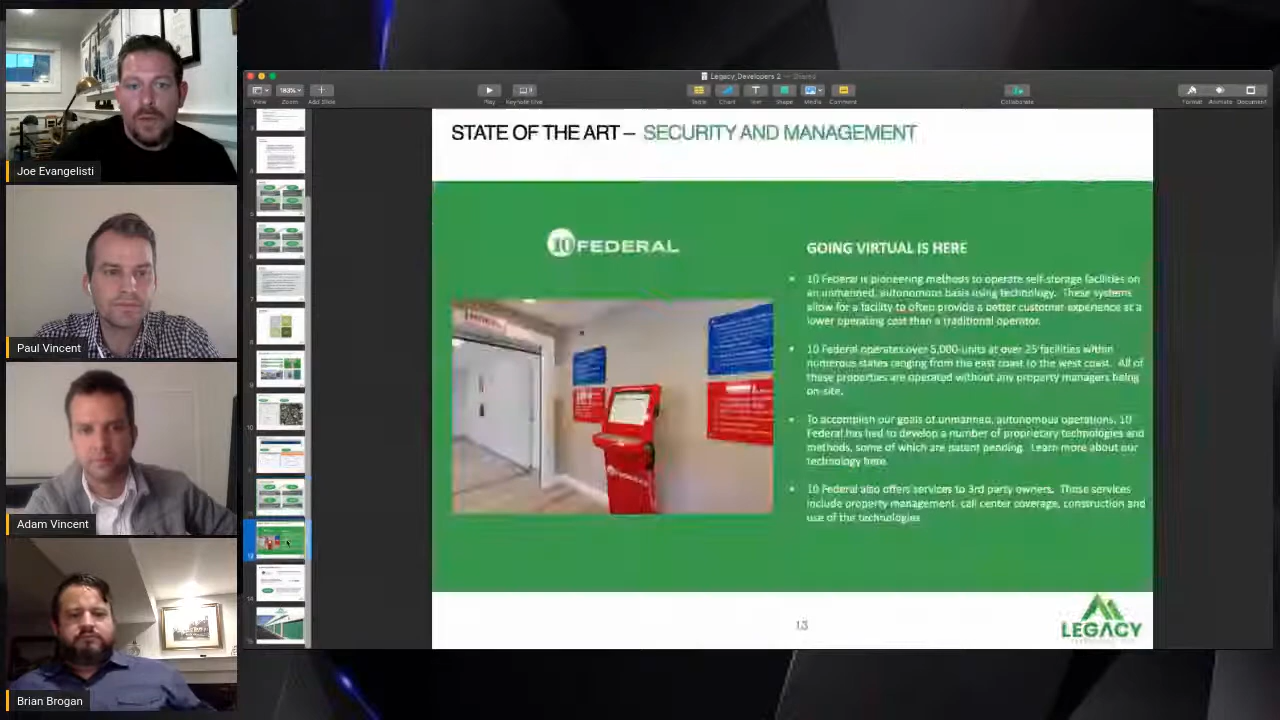 Joe Evangelisti
Paul Vincent
Adam Vincent
Brian Brogan
Legacy_Developers 2 — Shared
193%
View
Zoom
Add Slide
Play
Keynote Live
Table
Chart
Text
Shape
Media
Comment
Collaborate
Format
Animate
Document
STATE OF THE ART – SECURITY AND MANAGEMENT
10 FEDERAL
GOING VIRTUAL IS HERE
• 10 Federal is pioneering methods to operate self-storage facilities on
an unmanned, autonomous basis using technology. These systems
allow for a facility to often provide a better customer experience at a
lower operating cost than a traditional operator.
• 10 Federal operates over 5,000-units at over 25 facilities within
numerous states ranging from the east coast to the west coast. All of
these properties are operated without any property managers being
on-site.
• To accomplish our goals of unmanned, autonomous operations, 10
Federal has had to develop a number of proprietary technologies and
methods, some of which are patent pending. Learn more about our
technology here.
• 10 Federal also offers services to 3rd party owners. Those services
include property management, call center coverage, construction and
use of the technologies
13
LEGACY